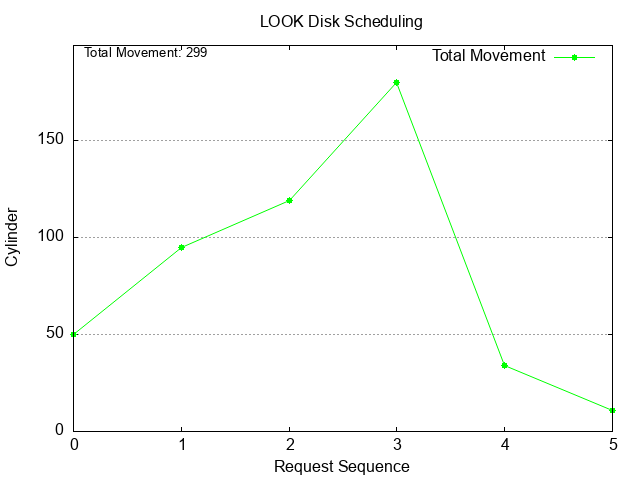 LOOK Disk Scheduling
Total Movement: 299
Total Movement
150
100
50
0
Cylinder
0 1 2 3 4 5
Request Sequence